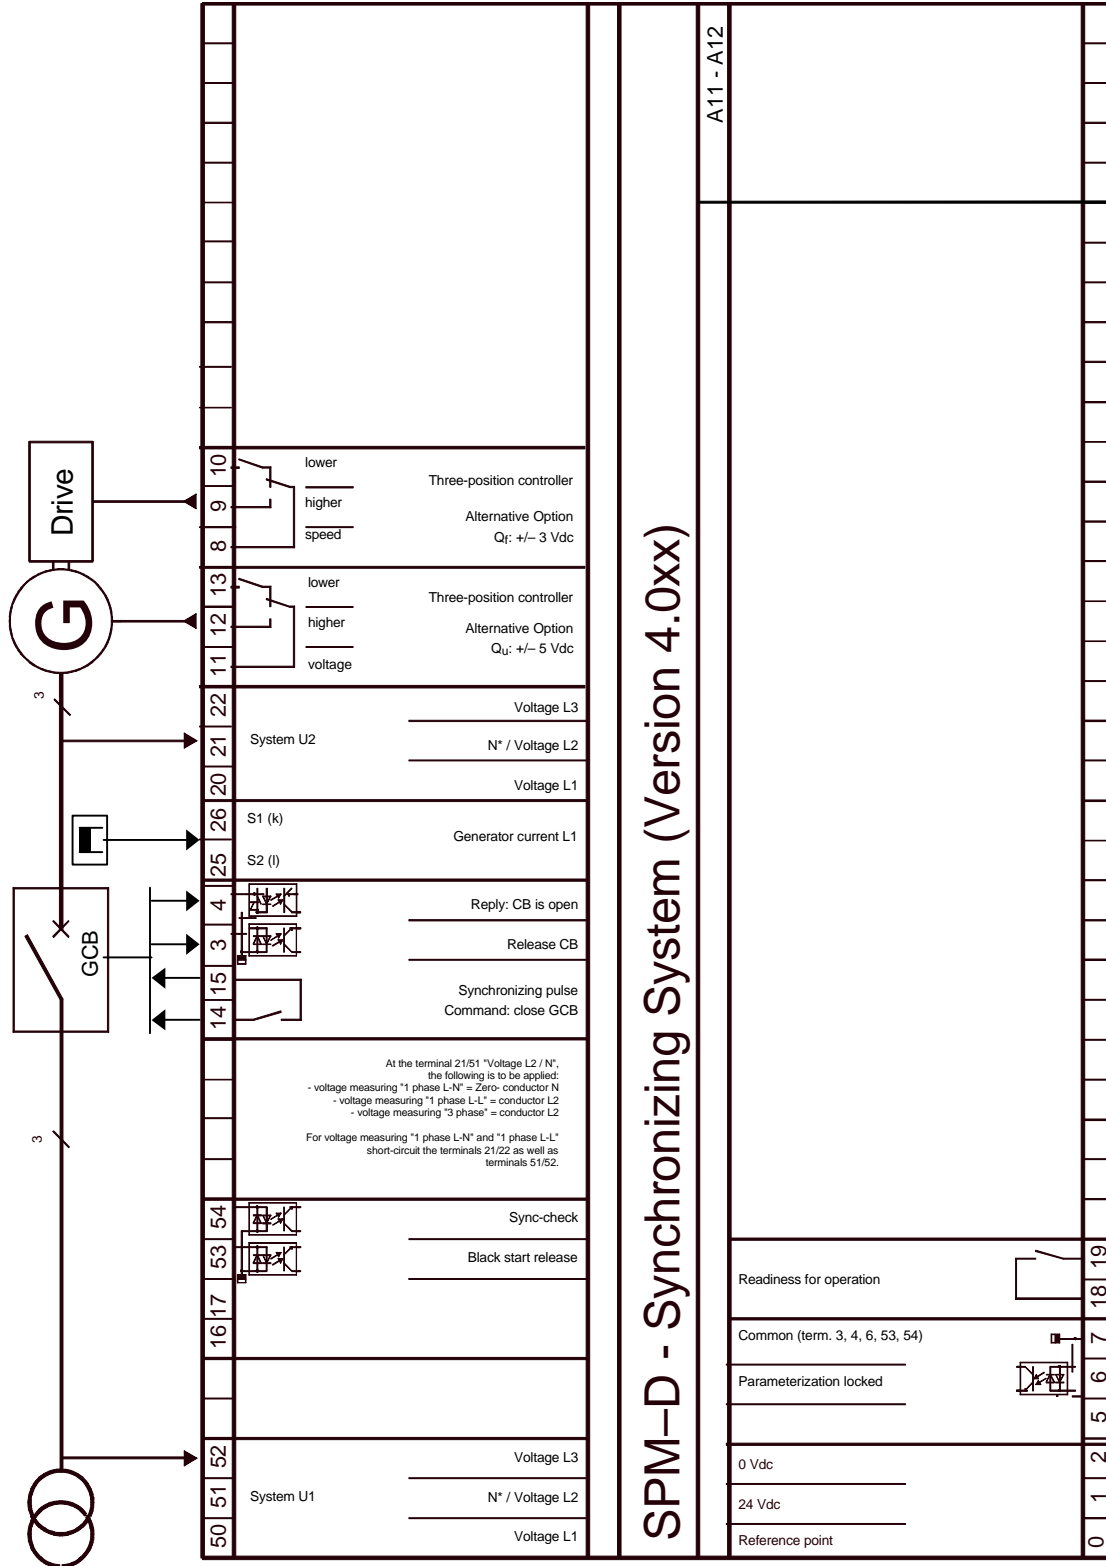 Drive
G
3
GCB
3
10
9
8
lower
higher
speed
Three-position controller
Alternative Option
Qf: +/– 3 Vdc
13
12
11
lower
higher
voltage
Three-position controller
Alternative Option
Qu: +/– 5 Vdc
22
21
20
System U2
Voltage L3
N* / Voltage L2
Voltage L1
26
25
S1 (k)
S2 (l)
Generator current L1
4
Reply: CB is open
3
Release CB
15
14
Synchronizing pulse
Command: close GCB
At the terminal 21/51 "Voltage L2 / N",
the following is to be applied:
- voltage measuring "1 phase L-N" = Zero- conductor N
- voltage measuring "1 phase L-L" = conductor L2
- voltage measuring "3 phase" = conductor L2
For voltage measuring "1 phase L-N" and "1 phase L-L"
short-circuit the terminals 21/22 as well as
terminals 51/52.
54
Sync-check
53
Black start release
17
16
52
51
50
System U1
Voltage L3
N* / Voltage L2
Voltage L1
SPM–D - Synchronizing System (Version 4.0xx)
A11 - A12
Readiness for operation
19
18
Common (term. 3, 4, 6, 53, 54)
7
Parameterization locked
6
5
0 Vdc
2
24 Vdc
1
Reference point
0